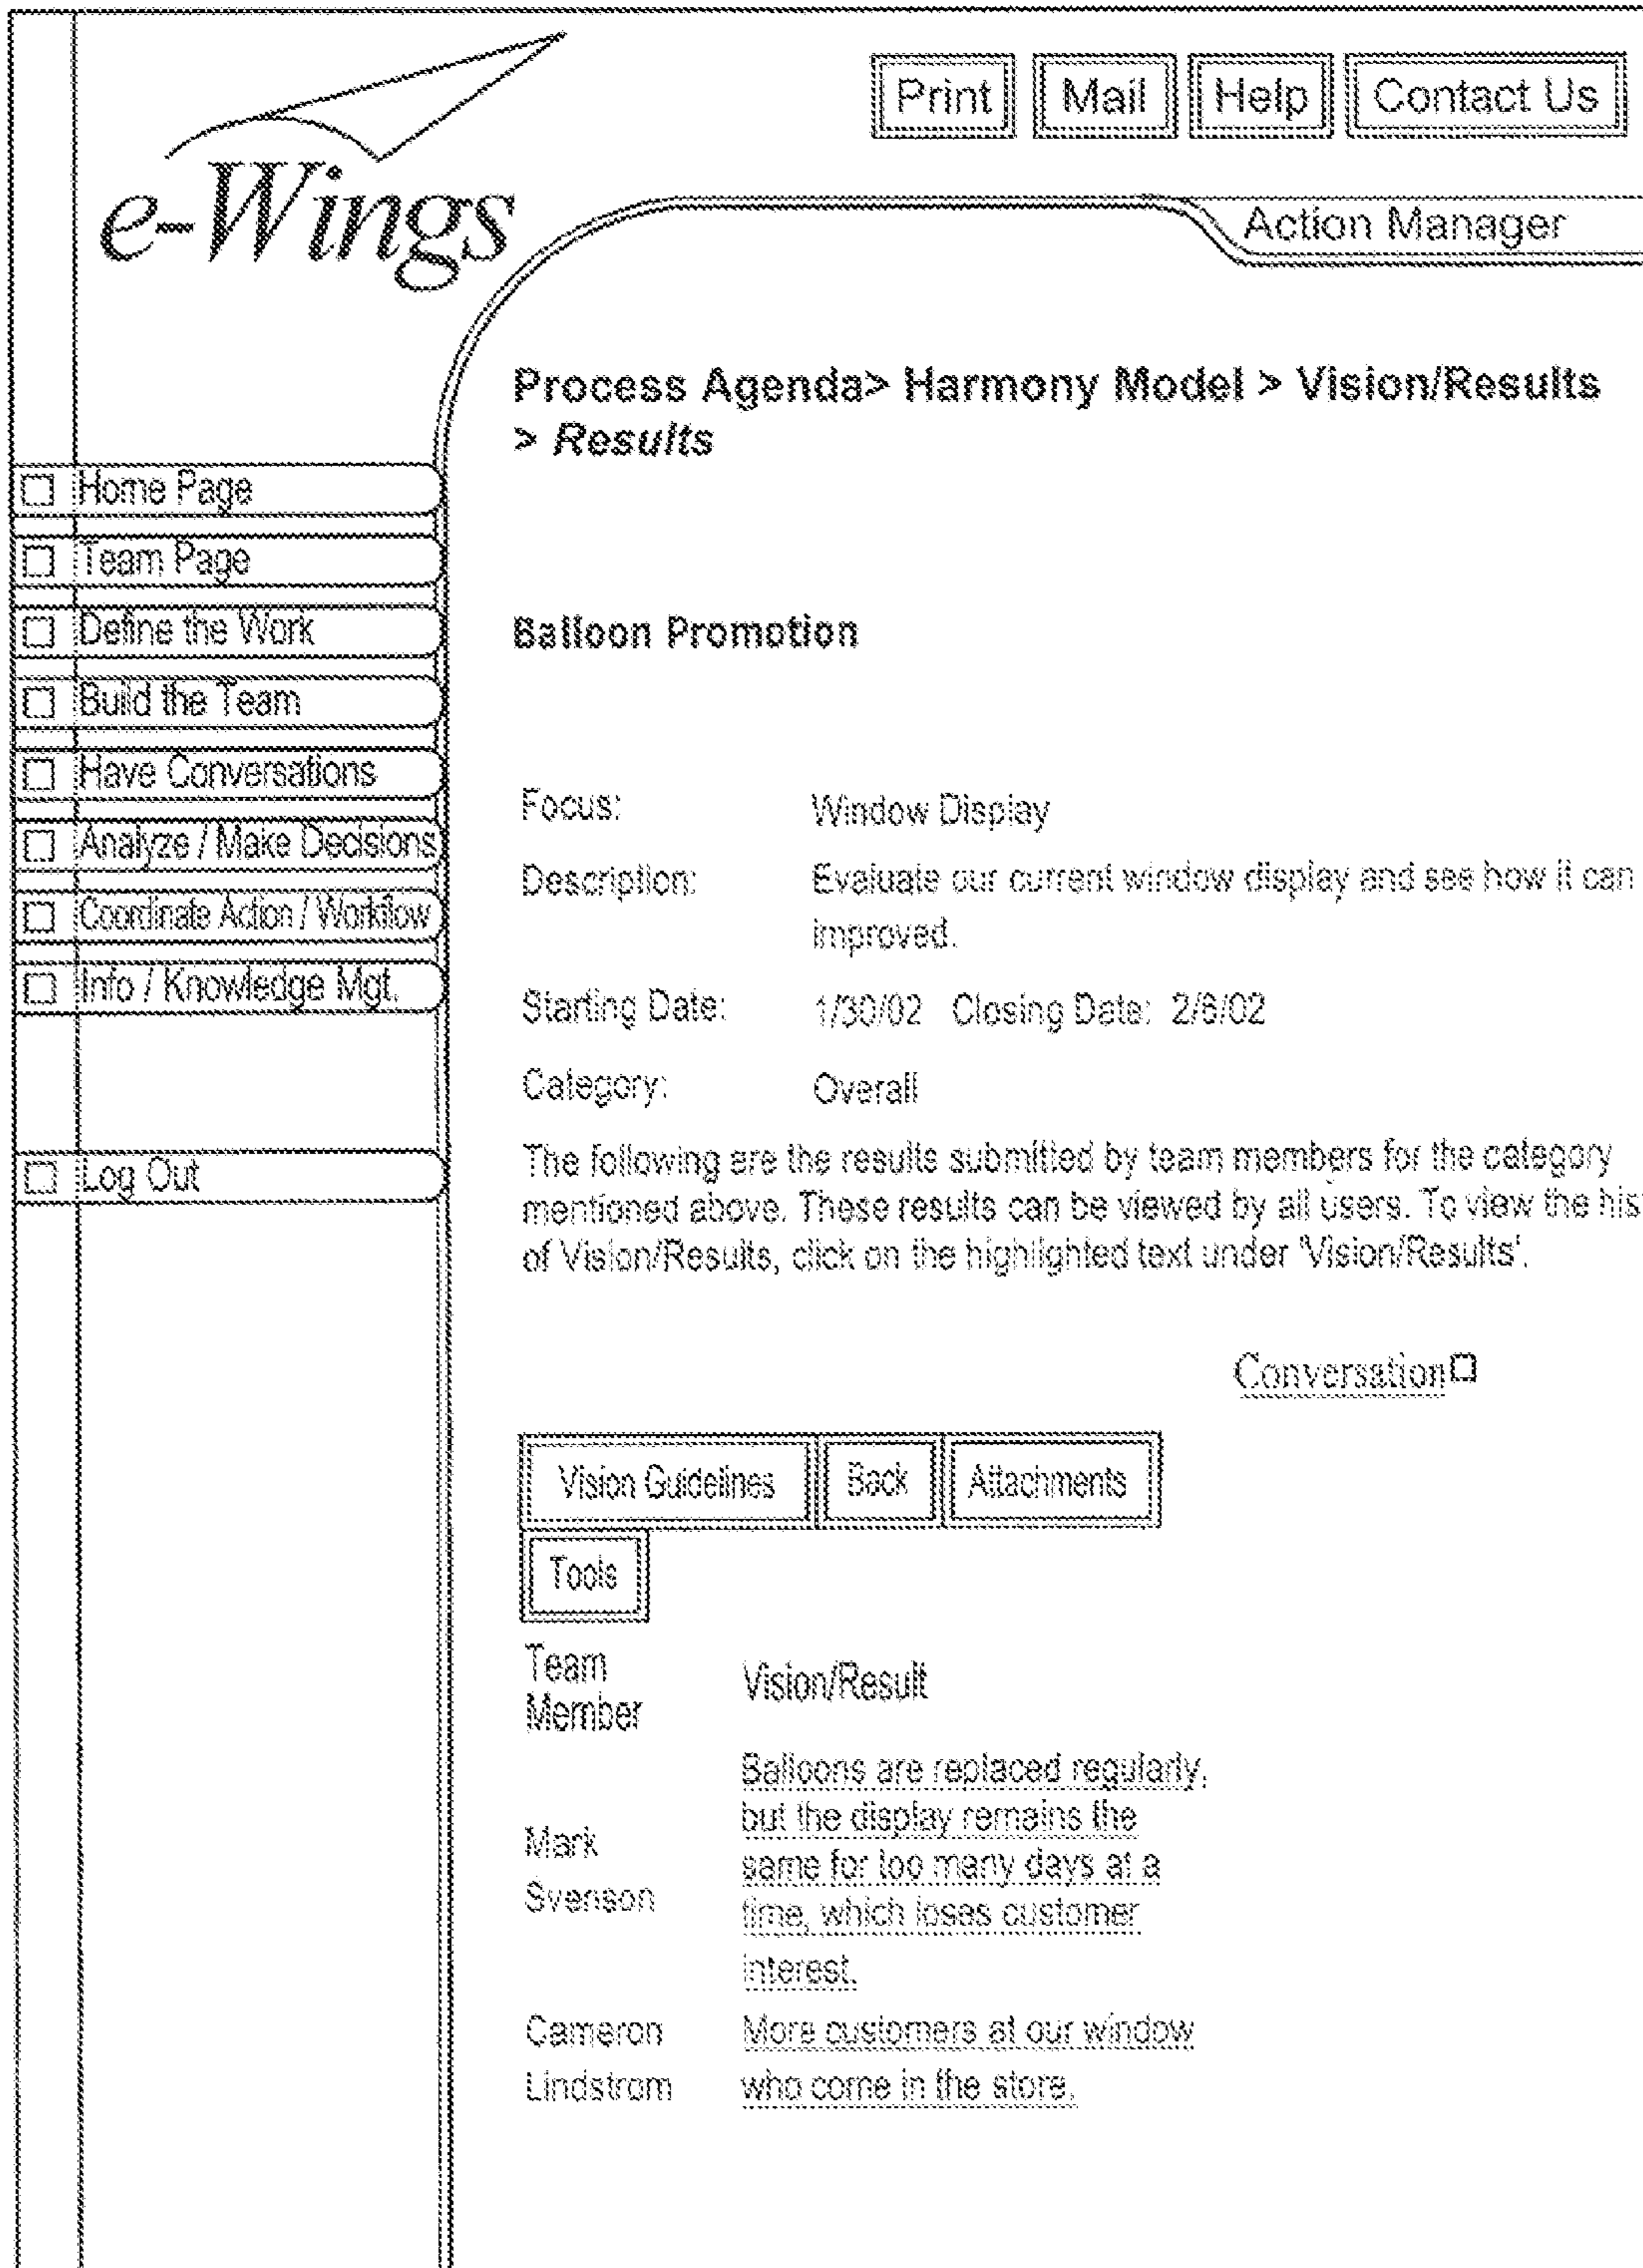 Print Mail Help Contact Us
e-Wings
Action Manager
Process Agenda> Harmony Model > Vision/Results
> Results
Home Page
Team Page
Define the Work
Build the Team
Have Conversations
Analyze / Make Decisions
Coordinate Action / Workflow
Info / Knowledge Mgt.
Log Out
Balloon Promotion
Focus: Window Display
Description: Evaluate our current window display and see how it can
improved.
Starting Date: 1/30/02 Closing Date: 2/6/02
Category: Overall
The following are the results submitted by team members for the category
mentioned above. These results can be viewed by all users. To view the his
of Vision/Results, click on the highlighted text under 'Vision/Results'.
Conversation
Vision Guidelines Back Attachments
Tools
Team
Member
Vision/Result
Mark
Svenson
Balloons are replaced regularly,
but the display remains the
same for too many days at a
time, which loses customer
interest.
Cameron
Lindstrom
More customers at our window
who come in the store.